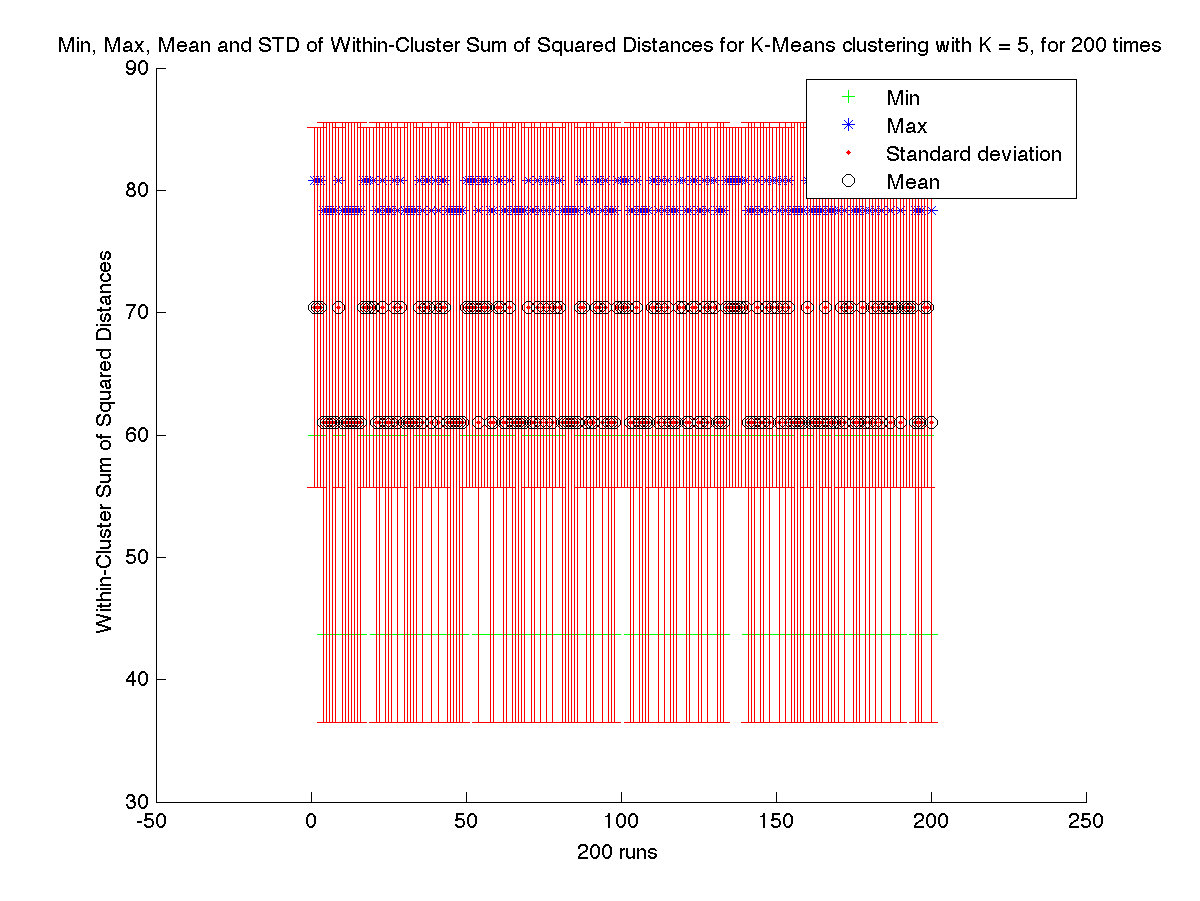 Min, Max, Mean and STD of Within-Cluster Sum of Squared Distances for K-Means clustering with K = 5, for 200 times
90
80
70
60
50
40
30
Within-Cluster Sum of Squared Distances
Min
Max
Standard deviation
Mean
-50 0 50 100 150 200 250
200 runs